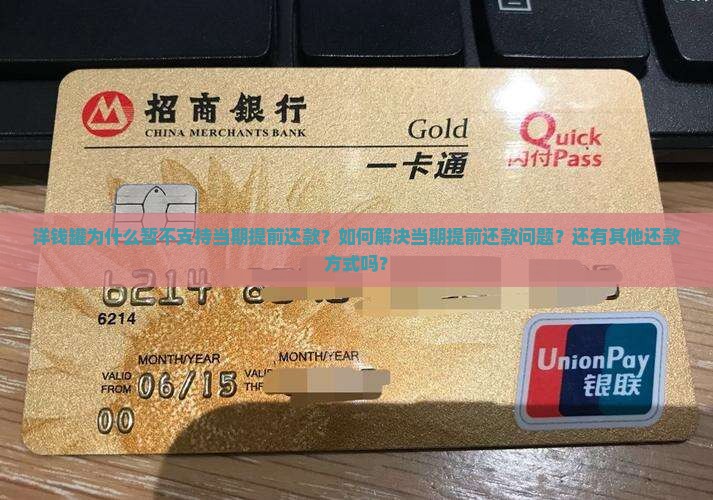 招商銀行
CHINA MERCHANTS BANK
Gold
一卡通
Quick
闪付Pass
洋钱罐为什么暂不支持当期提前还款？如何解决当期提前还款问题？还有其他还款
方式吗？
6214
6214
MONTH/YEAR MONTH/YEAR
VALID
FROM 06/15
00
UnionPay
银联